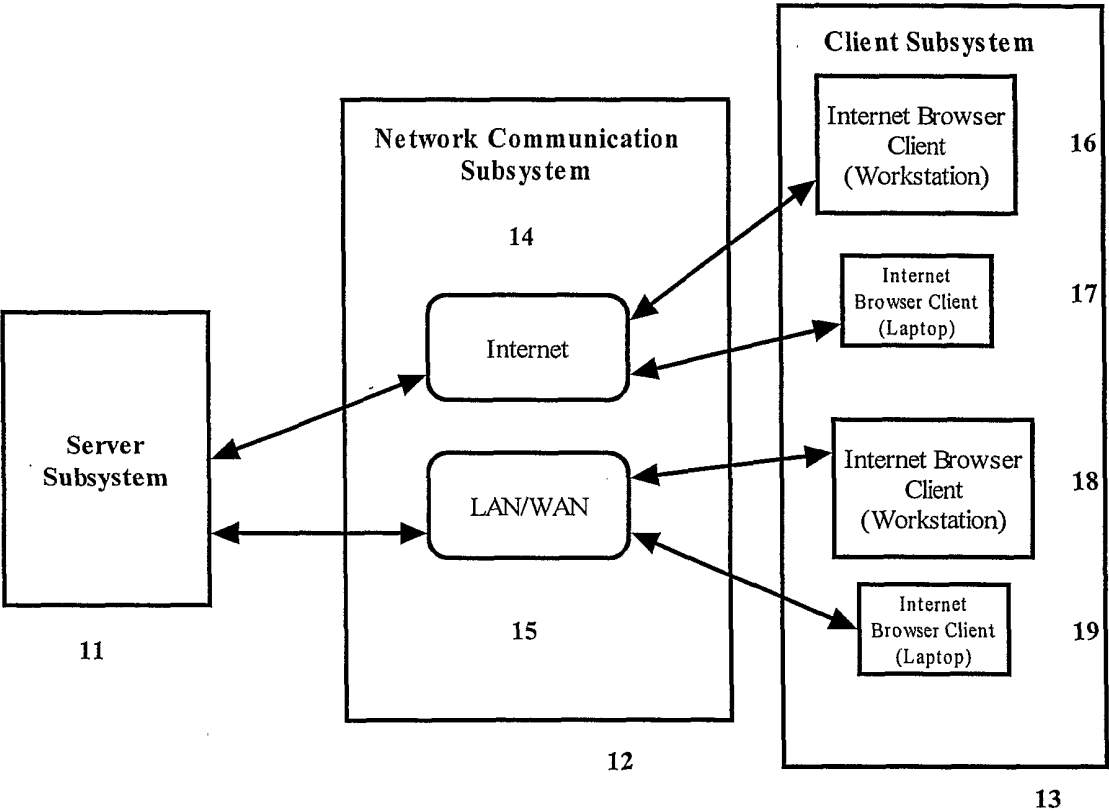 Client Subsystem
Internet Browser
Client
(Workstation)
16
Network Communication
Subsystem
14
Internet
Browser Client
(Laptop)
17
Internet
Server
Subsystem
LAN/WAN
Internet Browser
Client
(Workstation)
18
Internet
Browser Client
(Laptop)
19
15
11
12
13